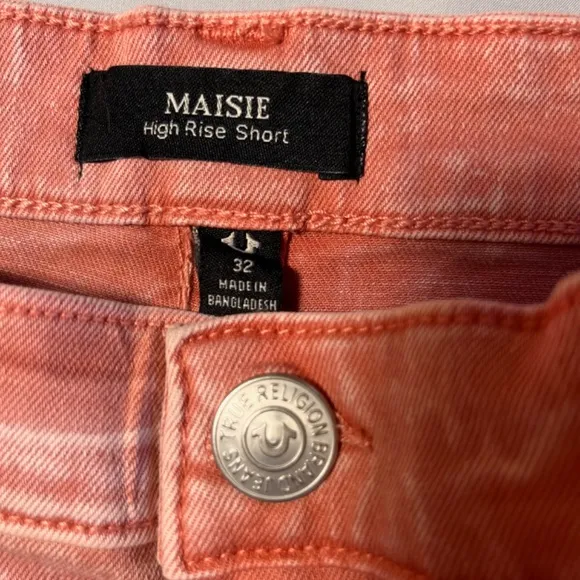 MAISIE
High Rise Short
32
MADE IN
BANGLADESH
TRUE RELIGION BRAND JEANS